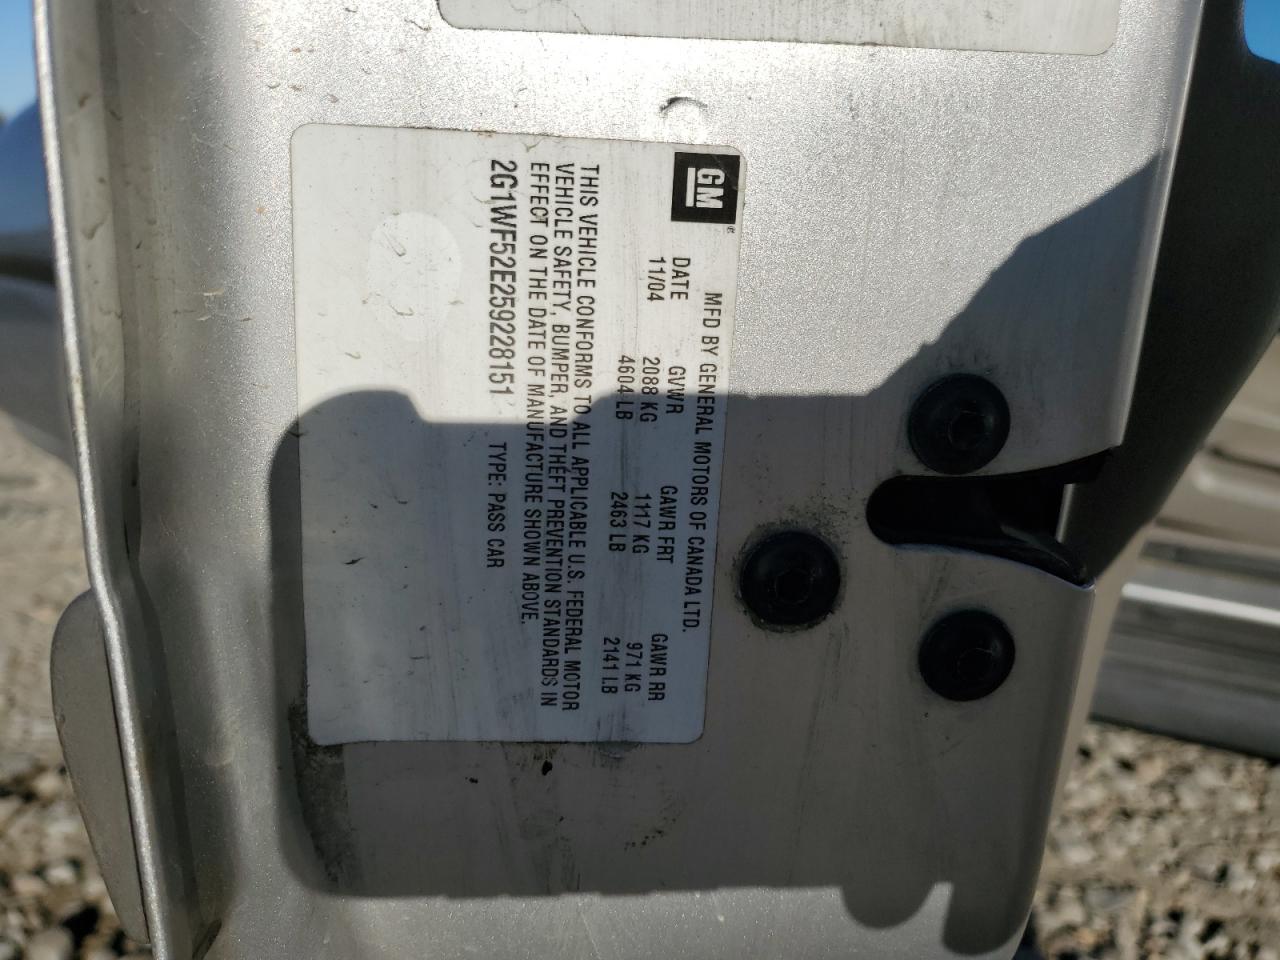 GM
MFD BY GENERAL MOTORS OF CANADA LTD.
DATE GVWR GAWR FRT GAWR RR
11/04 2088 KG 1117 KG 971 KG
4604 LB 2463 LB 2141 LB
THIS VEHICLE CONFORMS TO ALL APPLICABLE U.S. FEDERAL MOTOR
VEHICLE SAFETY, BUMPER, AND THEFT PREVENTION STANDARDS IN
EFFECT ON THE DATE OF MANUFACTURE SHOWN ABOVE.
2G1WF52E259228151 TYPE: PASS CAR